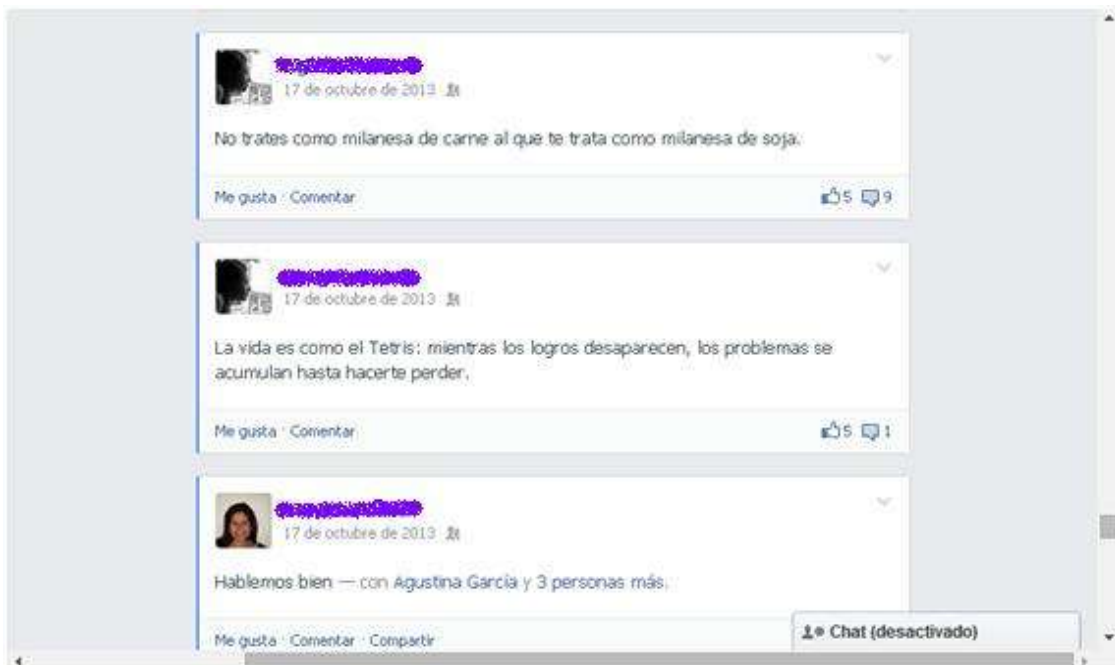 17 de octubre de 2013
No trates como milanesa de carne al que te trata como milanesa de soja.
Me gusta · Comentar 5 9
17 de octubre de 2013
La vida es como el Tetris: mientras los logros desaparecen, los problemas se
acumulan hasta hacerte perder.
Me gusta · Comentar 5 1
17 de octubre de 2013
Hablemos bien — con Agustina García y 3 personas más.
Me gusta · Comentar · Compartir
Chat (desactivado)